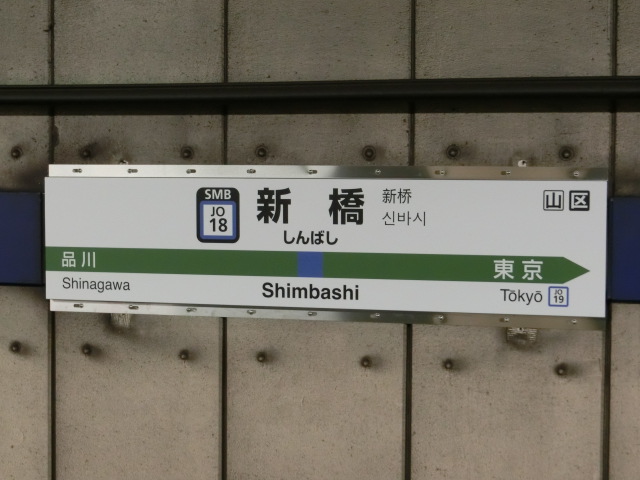 SMB
JO
18
新橋
しんばし
新桥
신바시
山 区
品川
東京
Shinagawa
Shimbashi
Tōkyō
JO
19